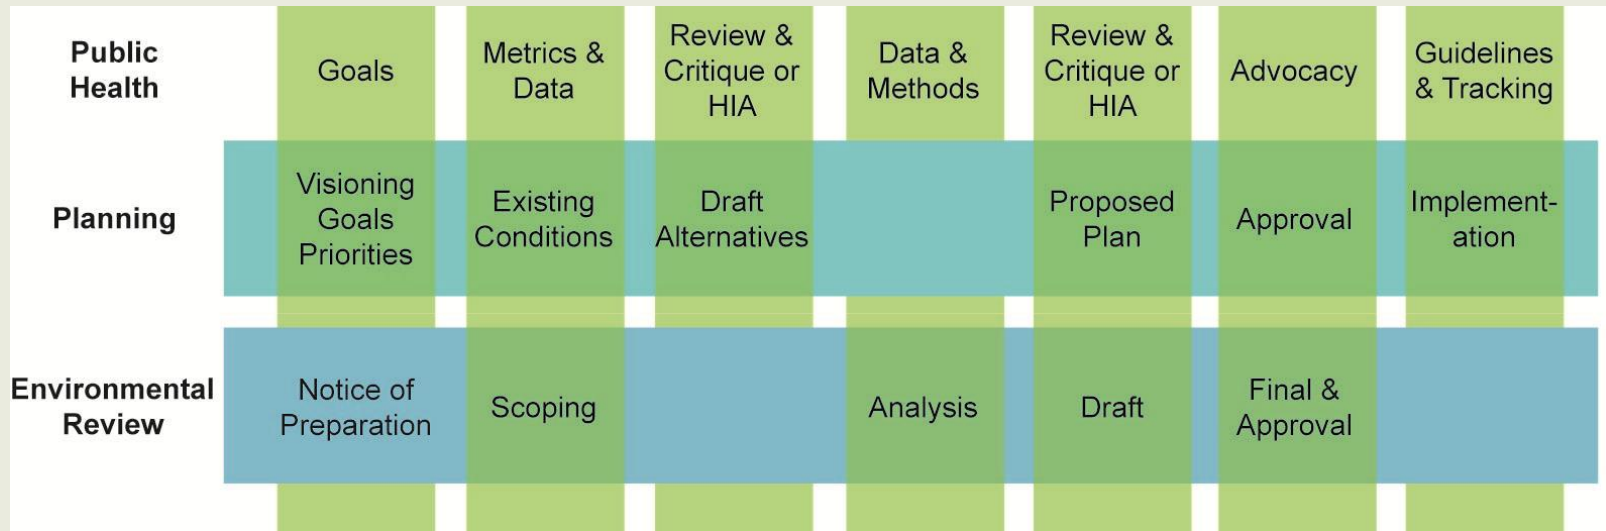 Public
Health
Goals
Metrics &
Data
Review &
Critique or
HIA
Data &
Methods
Review &
Critique or
HIA
Advocacy
Guidelines
& Tracking
Planning
Visioning
Goals
Priorities
Existing
Conditions
Draft
Alternatives
Proposed
Plan
Approval
Implement-
ation
Environmental
Review
Notice of
Preparation
Scoping
Analysis
Draft
Final &
Approval